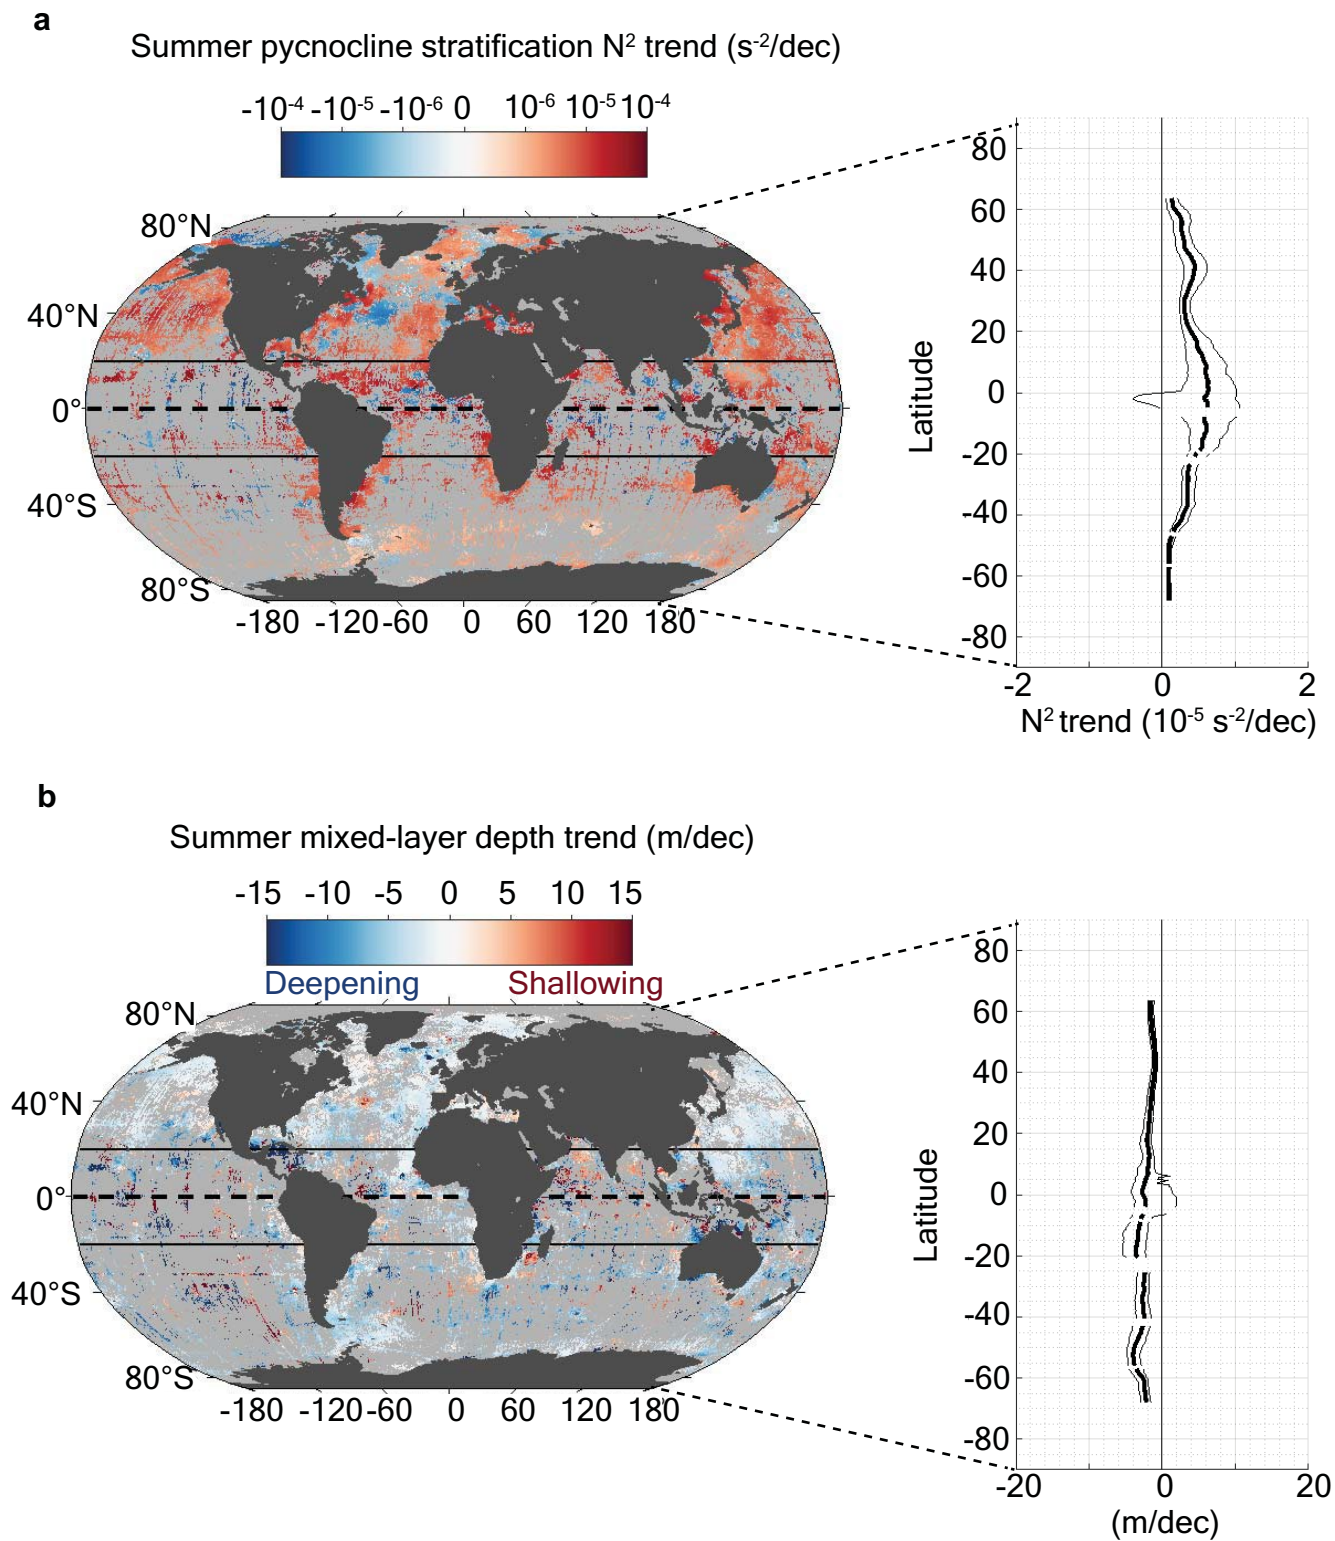 a
Summer pycnocline stratification N² trend (s⁻²/dec)
-10⁻⁴ -10⁻⁵ -10⁻⁶ 0 10⁻⁶ 10⁻⁵ 10⁻⁴
80°N
40°N
0°
40°S
80°S
-180 -120 -60 0 60 120 180
Latitude
80
60
40
20
0
-20
-40
-60
-80
-2 0 2
N² trend (10⁻⁵ s⁻²/dec)
b
Summer mixed-layer depth trend (m/dec)
-15 -10 -5 0 5 10 15
Deepening Shallowing
80°N
40°N
0°
40°S
80°S
-180 -120 -60 0 60 120 180
Latitude
80
60
40
20
0
-20
-40
-60
-80
-20 0 20
(m/dec)